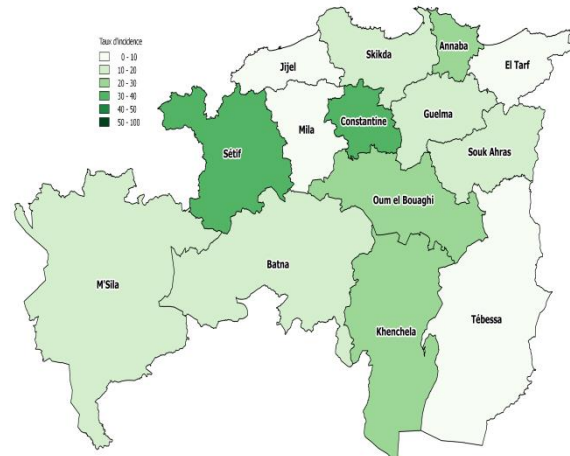 Taux d'incidence
0 - 10
10 - 20
20 - 30
30 - 40
40 - 50
50 - 100
Annaba
Skikda
El Tarf
Jijel
Guelma
Constantine
Mila
Souk Ahras
Sétif
Oum el Bouaghi
Batna
M'Sila
Tébessa
Khenchela